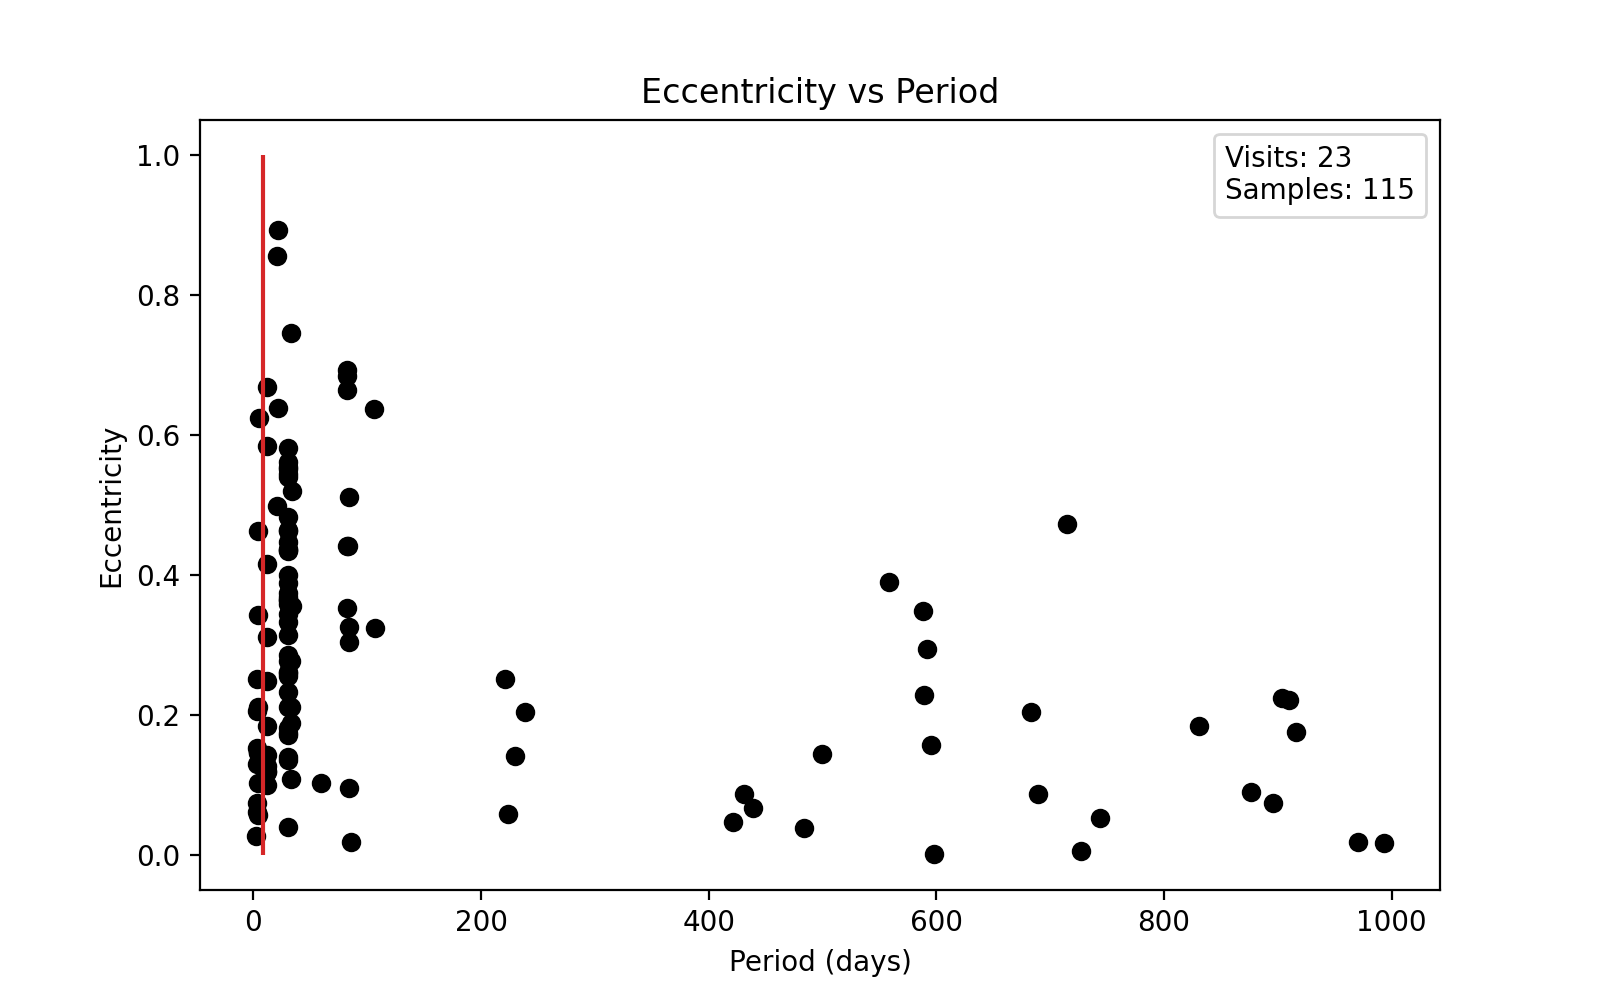 Eccentricity vs Period
Visits: 23
Samples: 115
1.0
0.8
0.6
0.4
0.2
0.0
Eccentricity
0 200 400 600 800 1000
Period (days)